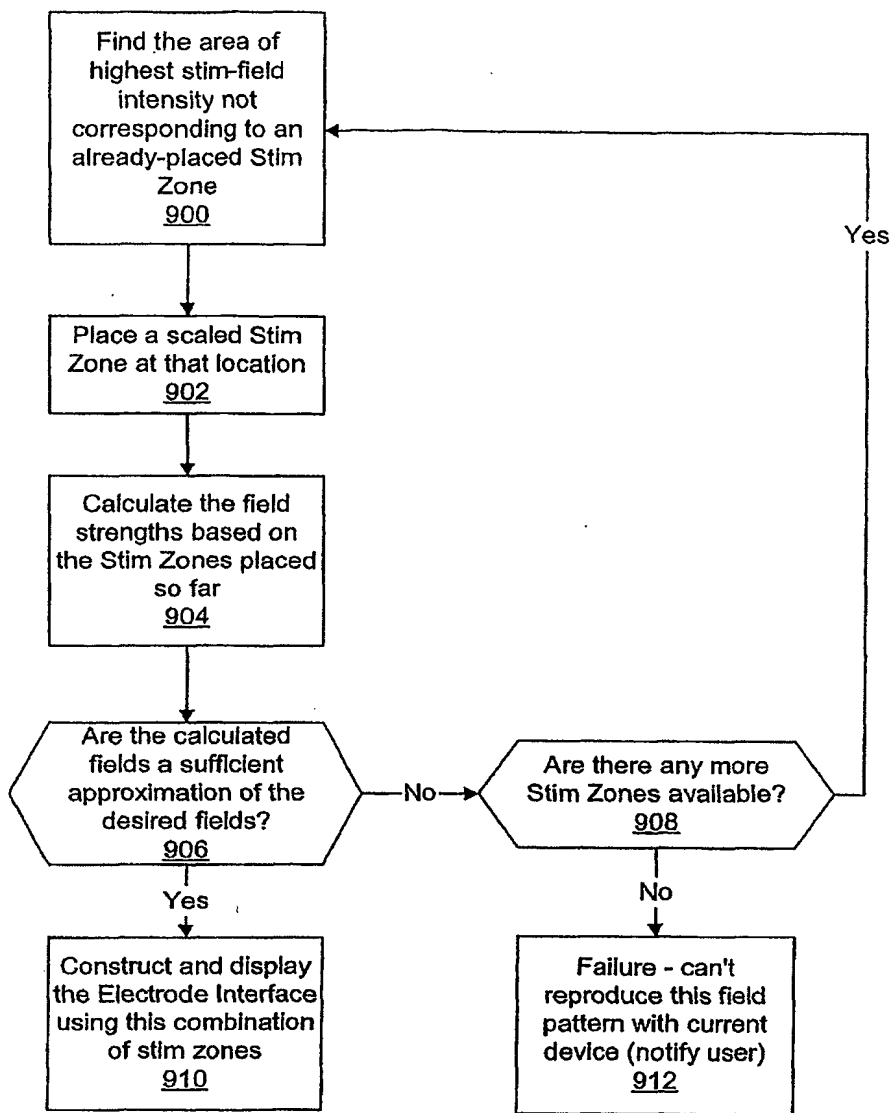 Find the area of
highest stim-field
intensity not
corresponding to an
already-placed Stim
Zone
900
Yes
Place a scaled Stim
Zone at that location
902
Calculate the field
strengths based on
the Stim Zones placed
so far
904
Are the calculated
fields a sufficient
approximation of the
desired fields?
906
No
Are there any more
Stim Zones available?
908
Yes
No
Construct and display
the Electrode Interface
using this combination
of stim zones
910
Failure - can't
reproduce this field
pattern with current
device (notify user)
912